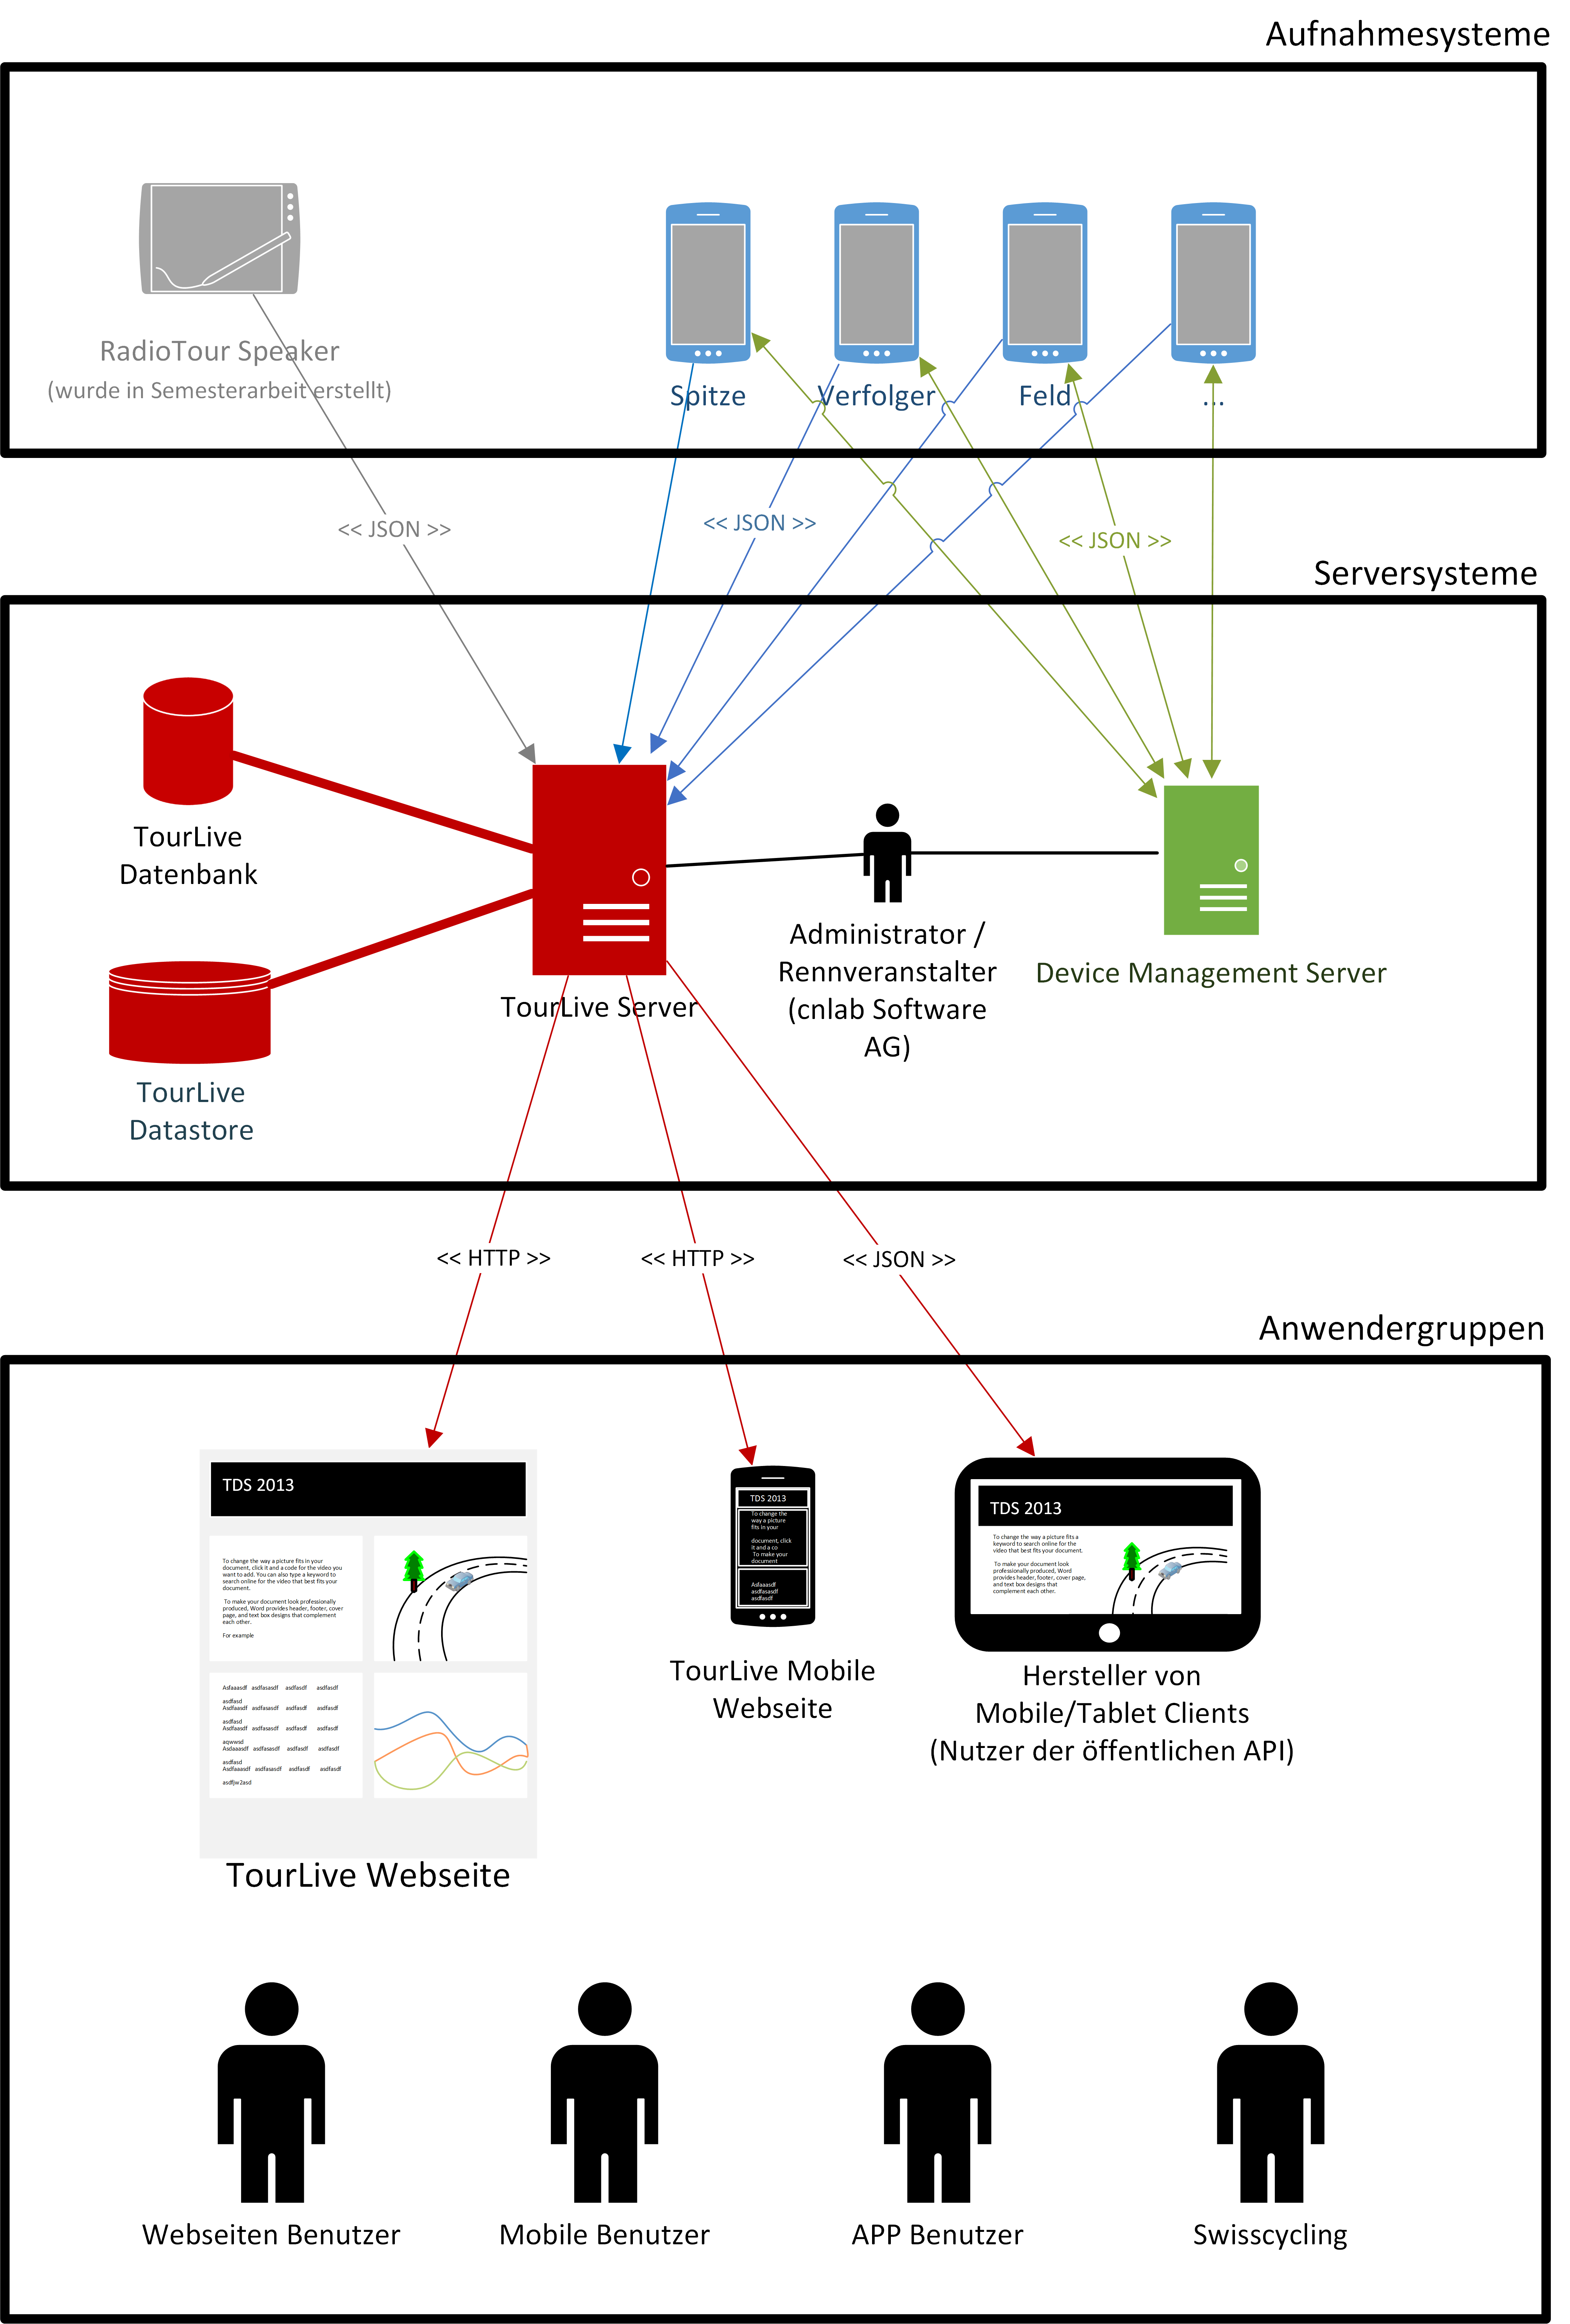 Aufnahmesysteme
RadioTour Speaker
(wurde in Semesterarbeit erstellt)
Spitze
Verfolger
Feld
...
<< JSON >>
<< JSON >>
<< JSON >>
Serversysteme
TourLive
Datenbank
TourLive
Datastore
TourLive Server
Administrator /
Rennveranstalter
(cnlab Software
AG)
Device Management Server
<< HTTP >>
<< HTTP >>
<< JSON >>
Anwendergruppen
TDS 2013
To change the way a picture fits in your
document, click it and a code for the video you
want to add. You can also type a keyword to
search online for the video that best fits your
document.
To make your document look professionally
produced, Word provides header, footer, cover
page, and text box designs that complement
each other.
For example
Asfaaasdf asdfasasdf asdfasdf asdfasdf
asdfasd
Asdfaasdf asdfasasdf asdfasdf asdfasdf
asdfasd
Asdfaasdf asdfasasdf asdfasdf asdfasdf
aqwwsd
Asdaaasdf asdfasasdf asdfasdf asdfasdf
asdfasd
Asdfaaasdf asdfasasdf asdfasdf asdfasdf
asdfjw2asd
TourLive Webseite
TDS 2013
To change the
way a picture
fits in your
document, click
it and a co
To make your
document
Asfaaasdf
asdfasasdf
asdfasdf
TourLive Mobile
Webseite
TDS 2013
To change the way a picture fits a
keyword to search online for the
video that best fits your document.
To make your document look
professionally produced, Word
provides header, footer, cover page,
and text box designs that
complement each other.
Hersteller von
Mobile/Tablet Clients
(Nutzer der öffentlichen API)
Webseiten Benutzer
Mobile Benutzer
APP Benutzer
Swisscycling